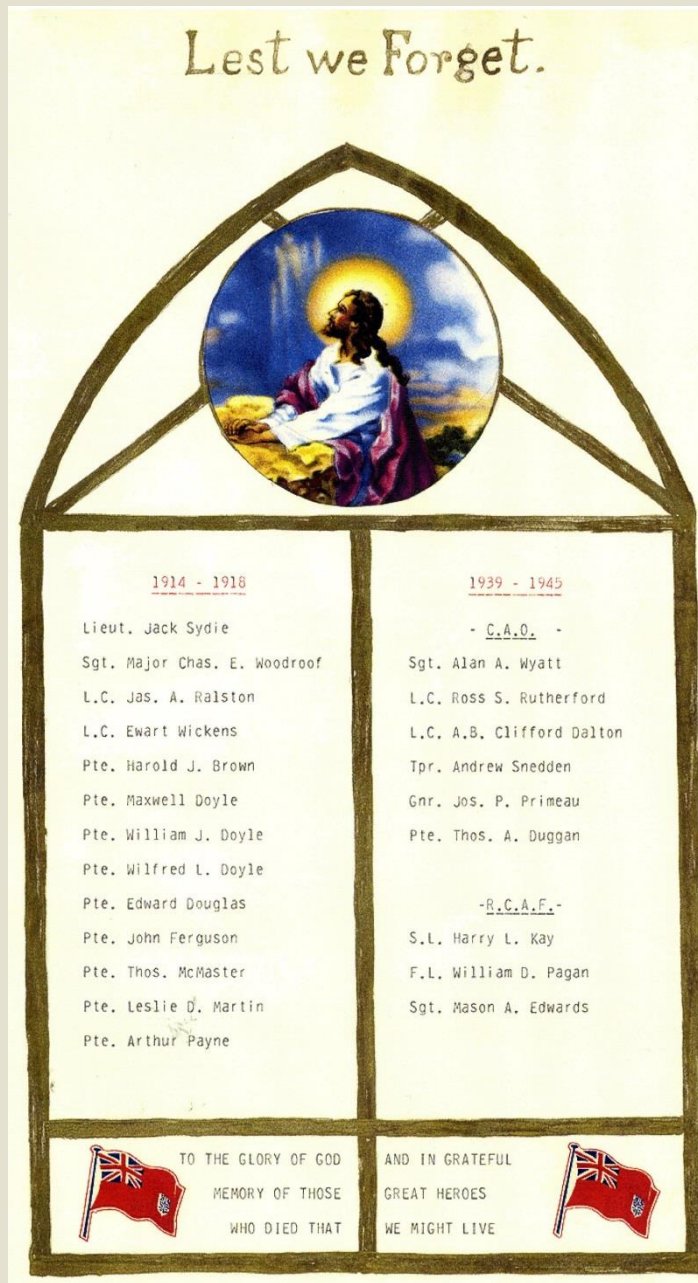 Lest we Forget.
1914 - 1918
Lieut. Jack Sydie
Sgt. Major Chas. E. Woodroof
L.C. Jas. A. Ralston
L.C. Ewart Wickens
Pte. Harold J. Brown
Pte. Maxwell Doyle
Pte. William J. Doyle
Pte. Wilfred L. Doyle
Pte. Edward Douglas
Pte. John Ferguson
Pte. Thos. McMaster
Pte. Leslie D. Martin
Pte. Arthur Payne
1939 - 1945
- C.A.O. -
Sgt. Alan A. Wyatt
L.C. Ross S. Rutherford
L.C. A.B. Clifford Dalton
Tpr. Andrew Snedden
Gnr. Jos. P. Primeau
Pte. Thos. A. Duggan
-R.C.A.F.-
S.L. Harry L. Kay
F.L. William D. Pagan
Sgt. Mason A. Edwards
TO THE GLORY OF GOD
MEMORY OF THOSE
WHO DIED THAT
AND IN GRATEFUL
GREAT HEROES
WE MIGHT LIVE